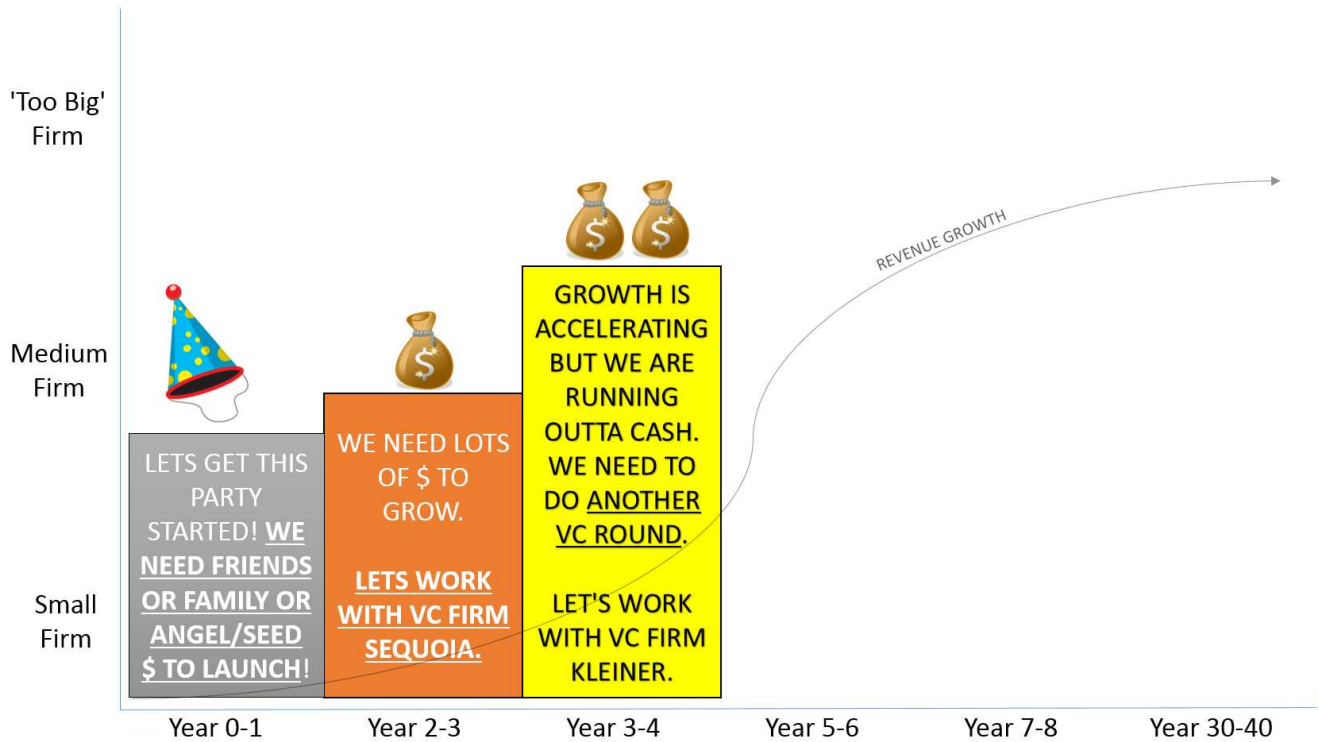 'Too Big'
Firm
Medium
Firm
Small
Firm
LETS GET THIS
PARTY
STARTED! WE
NEED FRIENDS
OR FAMILY OR
ANGEL/SEED
$ TO LAUNCH!
WE NEED LOTS
OF $ TO
GROW.
LETS WORK
WITH VC FIRM
SEQUOIA.
GROWTH IS
ACCELERATING
BUT WE ARE
RUNNING
OUTTA CASH.
WE NEED TO
DO ANOTHER
VC ROUND.
LET'S WORK
WITH VC FIRM
KLEINER.
$
$
$
REVENUE GROWTH
Year 0-1
Year 2-3
Year 3-4
Year 5-6
Year 7-8
Year 30-40